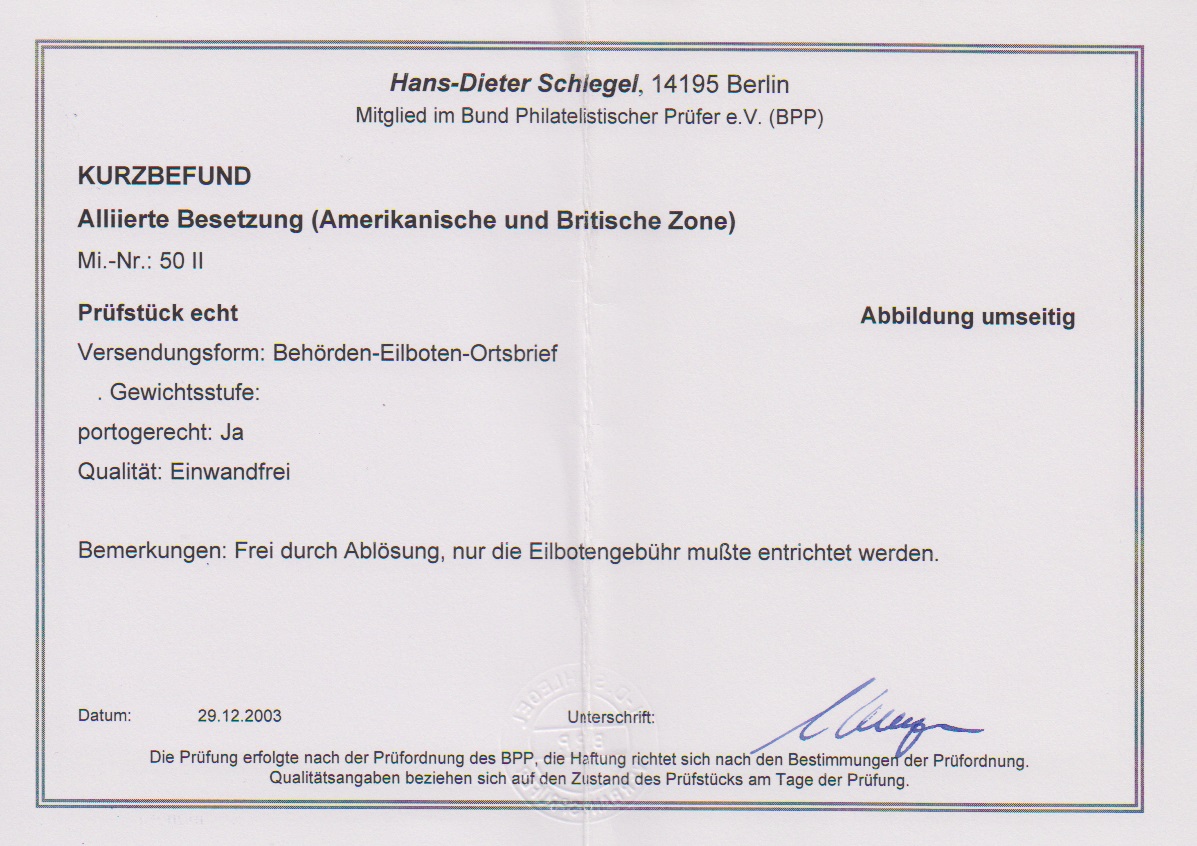 Hans-Dieter Schlegel, 14195 Berlin
Mitglied im Bund Philatelistischer Prüfer e.V. (BPP)
KURZBEFUND
Alliierte Besetzung (Amerikanische und Britische Zone)
Mi.-Nr.: 50 II
Prüfstück echt
Abbildung umseitig
Versendungsform: Behörden-Eilboten-Ortsbrief
. Gewichtsstufe:
portogerecht: Ja
Qualität: Einwandfrei
Bemerkungen: Frei durch Ablösung, nur die Eilbotengebühr mußte entrichtet werden.
Datum: 29.12.2003 Unterschrift:
Die Prüfung erfolgte nach der Prüfordnung des BPP, die Haftung richtet sich nach den Bestimmungen der Prüfordnung.
Qualitätsangaben beziehen sich auf den Zustand des Prüfstücks am Tage der Prüfung.